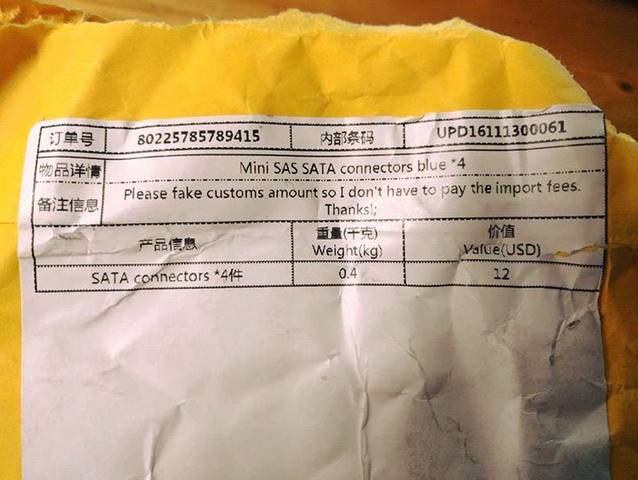 订单号 80225785789415 内部条码 UPD16111300061
物品详情 Mini SAS SATA connectors blue *4
备注信息 Please fake customs amount so I don't have to pay the import fees.
Thanks!;
产品信息 重量(千克) 价值
Weight(kg) Value(USD)
SATA connectors *4件 0.4 12